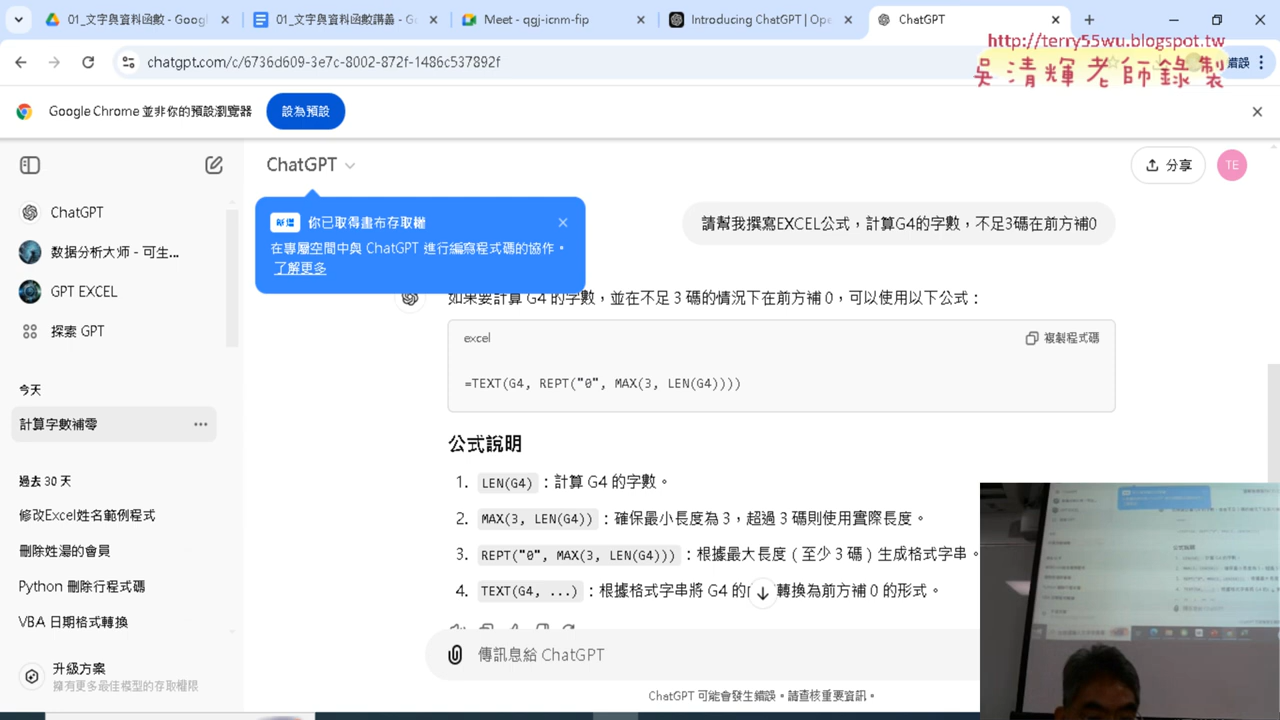 01_文字與資料函數 - Googl
01_文字與資料函數講義 - G
Meet - qgj-icnm-fip
Introducing ChatGPT | Ope
ChatGPT
http://terry55wu.blogspot.tw
chatgpt.com/c/6736d609-3e7c-8002-872f-1486c537892f
吳清輝老師錄製
Google Chrome 並非你的預設瀏覽器
設為預設
ChatGPT
分享
TE
ChatGPT
数据分析大师 - 可生...
GPT EXCEL
探索 GPT
新增
你已取得畫布存取權
在專屬空間中與 ChatGPT 進行編寫程式碼的協作。
了解更多
請幫我撰寫EXCEL公式，計算G4的字數，不足3碼在前方補0
如果要計算 G4 的字數，並在不足 3 碼的情況下在前方補 0，可以使用以下公式：
excel
複製程式碼
=TEXT(G4, REPT("0", MAX(3, LEN(G4))))
今天
計算字數補零
公式說明
過去 30 天
1. LEN(G4)：計算 G4 的字數。
修改Excel姓名範例程式
2. MAX(3, LEN(G4))：確保最小長度為 3，超過 3 碼則使用實際長度。
刪除姓湯的會員
3. REPT("0", MAX(3, LEN(G4)))：根據最大長度（至少 3 碼）生成格式字串。
Python 刪除行程式碼
4. TEXT(G4, ...)：根據格式字串將 G4 的 轉換為前方補 0 的形式。
VBA 日期格式轉換
傳訊息給 ChatGPT
升級方案
擁有更多最佳模型的存取權限
ChatGPT 可能會發生錯誤。請查核重要資訊。